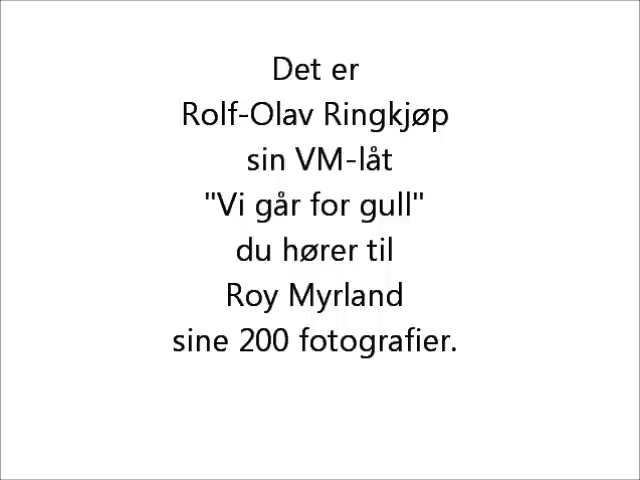 Det er
Rolf-Olav Ringkjøp
sin VM-låt
"Vi går for gull"
du hører til
Roy Myrland
sine 200 fotografier.